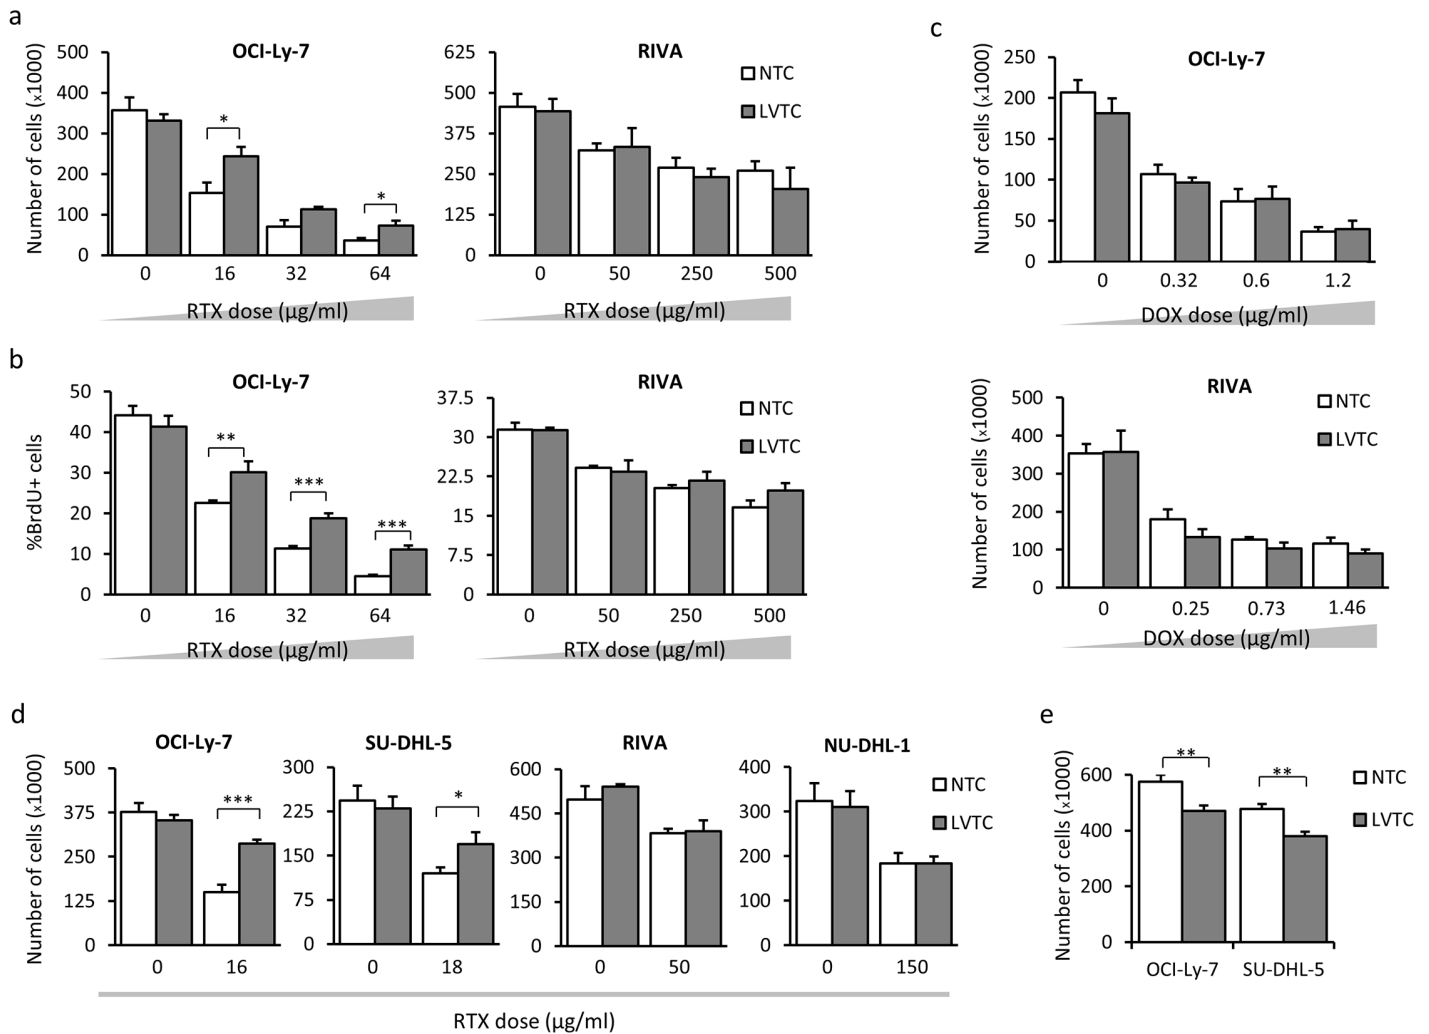 a
OCI-Ly-7
Number of cells (x1000)
500
400
300
200
100
0
*
*
0 16 32 64
RTX dose (µg/ml)
RIVA
625
500
375
250
125
0
NTC
LVTC
0 50 250 500
RTX dose (µg/ml)
c
OCI-Ly-7
Number of cells (x1000)
250
200
150
100
50
0
0 0.32 0.6 1.2
DOX dose (µg/ml)
b
OCI-Ly-7
%BrdU+ cells
50
40
30
20
10
0
**
***
***
0 16 32 64
RTX dose (µg/ml)
RIVA
37.5
30
22.5
15
7.5
0
NTC
LVTC
0 50 250 500
RTX dose (µg/ml)
RIVA
Number of cells (x1000)
500
400
300
200
100
0
NTC
LVTC
0 0.25 0.73 1.46
DOX dose (µg/ml)
d
OCI-Ly-7
Number of cells (x1000)
500
375
250
125
0
***
0 16
SU-DHL-5
300
225
150
75
0
*
0 18
RIVA
600
450
300
150
0
0 50
NU-DHL-1
400
300
200
100
0
NTC
LVTC
0 150
RTX dose (µg/ml)
e
Number of cells (x1000)
600
400
200
0
**
**
NTC
LVTC
OCI-Ly-7 SU-DHL-5